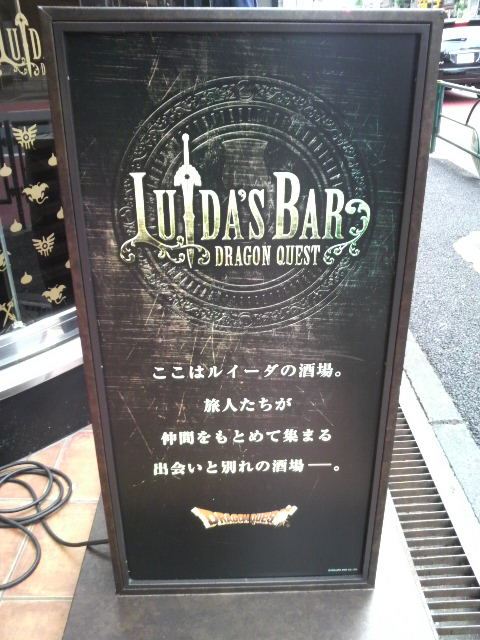 LUIDA'S BAR
DRAGON QUEST
ここはルイーダの酒場。
旅人たちが
仲間をもとめて集まる
出会いと別れの酒場──。
DRAGON QUEST